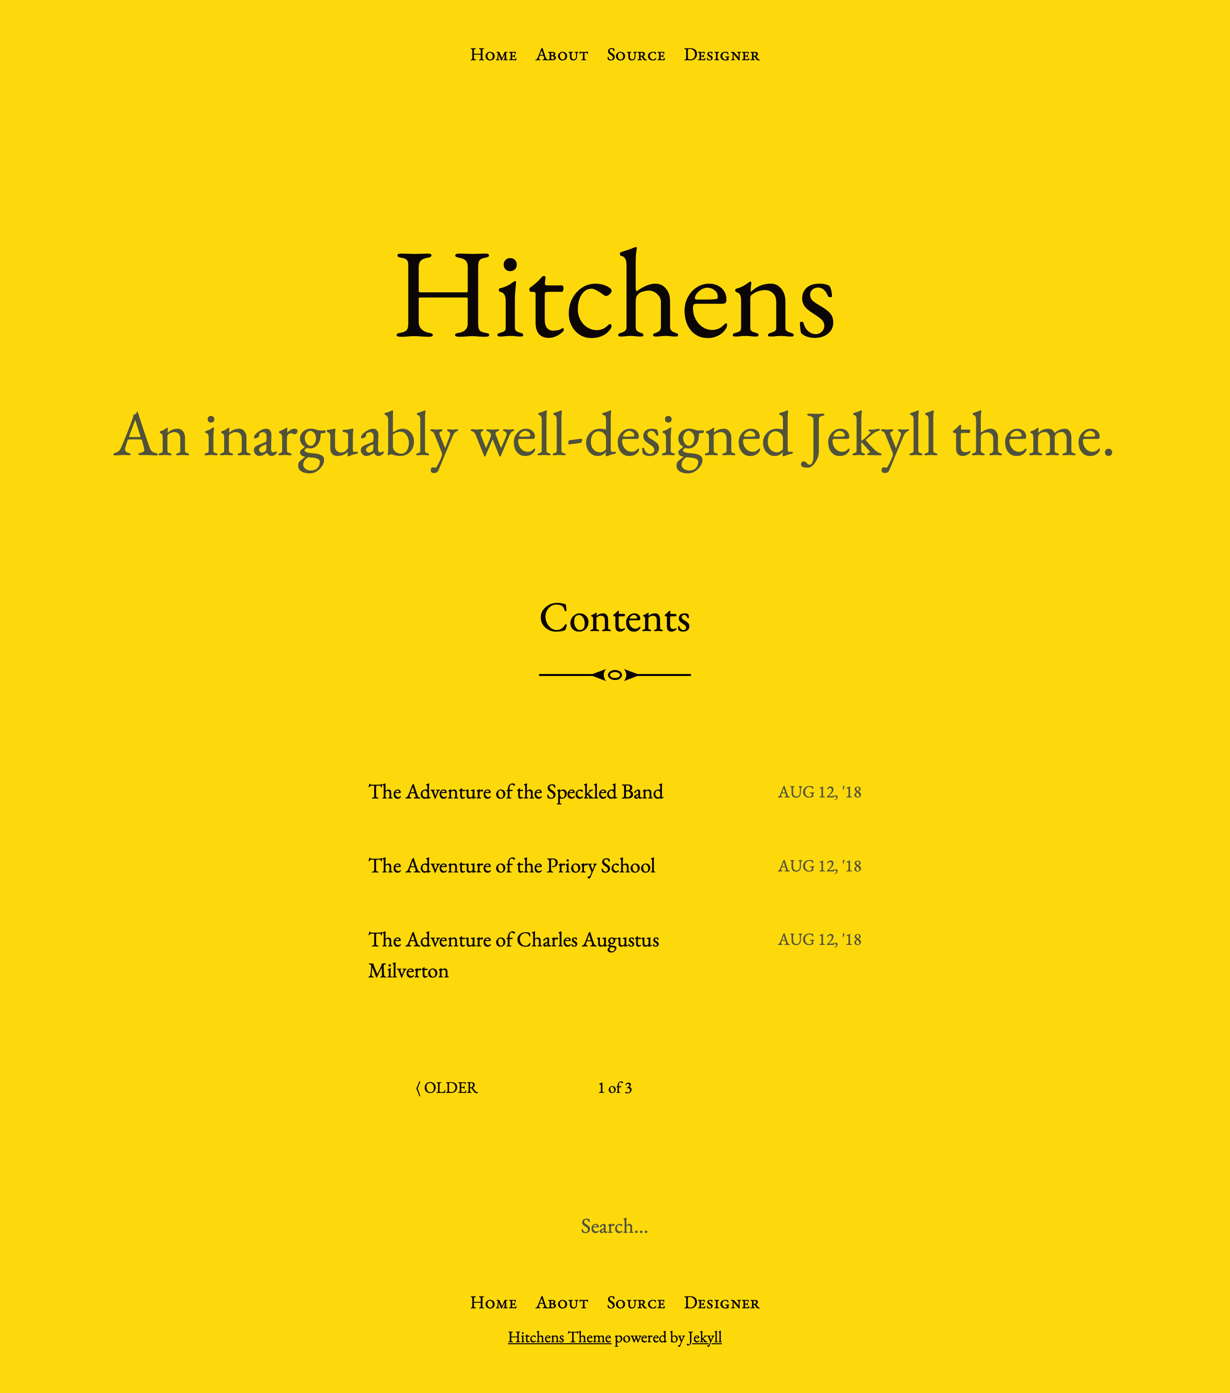 Home About Source Designer
Hitchens
An inarguably well-designed Jekyll theme.
Contents
The Adventure of the Speckled Band AUG 12, '18
The Adventure of the Priory School AUG 12, '18
The Adventure of Charles Augustus AUG 12, '18
Milverton
〈 OLDER 1 of 3
Search...
Home About Source Designer
Hitchens Theme powered by Jekyll